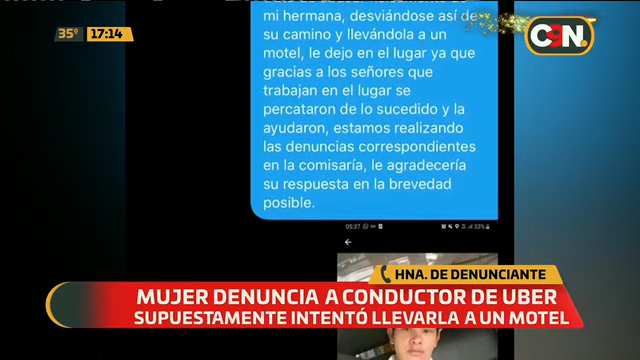 35º 17:14
C9N.
mi hermana, desviándose así de
su camino y llevándola a un
motel, le dejo en el lugar ya que
gracias a los señores que
trabajan en el lugar se
percataron de lo sucedido y la
ayudaron, estamos realizando
las denuncias correspondientes
en la comisaría, le agradecería
su respuesta en la brevedad
posible.
05:37
33%
HNA. DE DENUNCIANTE
MUJER DENUNCIA A CONDUCTOR DE UBER
SUPUESTAMENTE INTENTÓ LLEVARLA A UN MOTEL